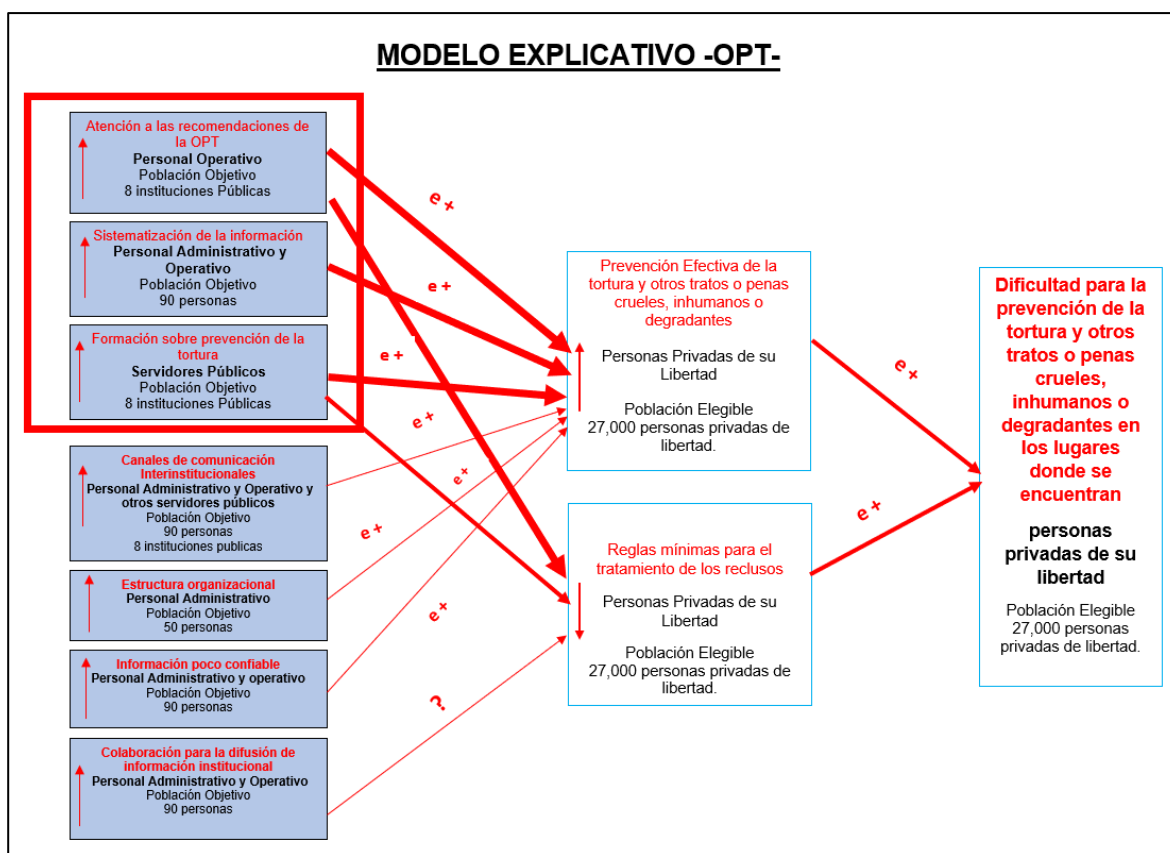 MODELO EXPLICATIVO -OPT-
Atención a las recomendaciones de
la OPT
Personal Operativo
Población Objetivo
8 instituciones Públicas
Sistematización de la información
Personal Administrativo y
Operativo
Población Objetivo
90 personas
Formación sobre prevención de la
tortura
Servidores Públicos
Población Objetivo
8 instituciones Públicas
Canales de comunicación
Interinstitucionales
Personal Administrativo y Operativo y
otros servidores públicos
Población Objetivo
90 personas
8 instituciones publicas
Estructura organizacional
Personal Administrativo
Población Objetivo
50 personas
Información poco confiable
Personal Administrativo y operativo
Población Objetivo
90 personas
Colaboración para la difusión de
información institucional
Personal Administrativo y Operativo
Población Objetivo
90 personas
e +
e +
e +
e +
e +
e +
e +
?
Prevención Efectiva de la
tortura y otros tratos o penas
crueles, inhumanos o
degradantes
Personas Privadas de su
Libertad
Población Elegible
27,000 personas privadas de
libertad.
Reglas mínimas para el
tratamiento de los reclusos
Personas Privadas de su
Libertad
Población Elegible
27,000 personas privadas de
libertad.
e +
e +
Dificultad para la
prevención de la
tortura y otros
tratos o penas
crueles,
inhumanos o
degradantes en
los lugares
donde se
encuentran
personas
privadas de su
libertad
Población Elegible
27,000 personas
privadas de libertad.